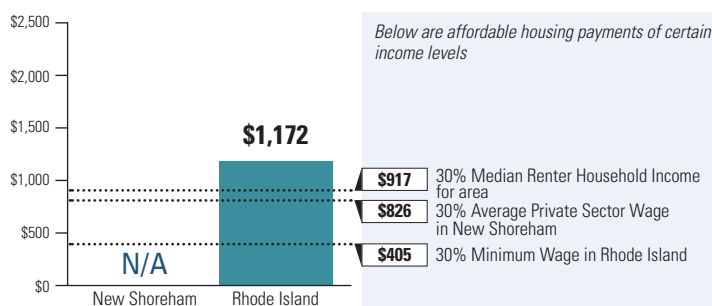 $2,500
$2,000
$1,500
$1,000
$500
$0
N/A
$1,172
New Shoreham
Rhode Island
Below are affordable housing payments of certain
income levels
$917 30% Median Renter Household Income
for area
$826 30% Average Private Sector Wage
in New Shoreham
$405 30% Minimum Wage in Rhode Island